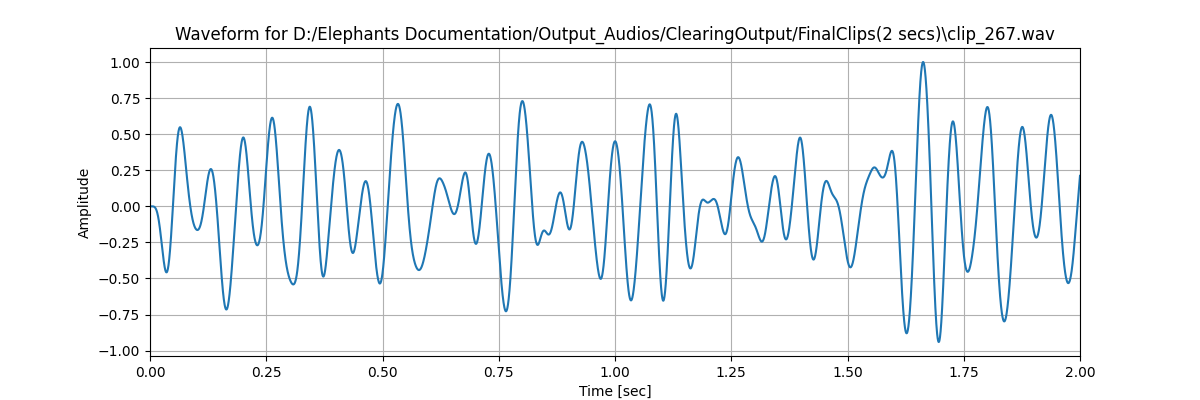 Waveform for D:/Elephants Documentation/Output_Audios/ClearingOutput/FinalClips(2 secs)\clip_267.wav
1.00
0.75
0.50
0.25
0.00
−0.25
−0.50
−0.75
−1.00
Amplitude
0.00 0.25 0.50 0.75 1.00 1.25 1.50 1.75 2.00
Time [sec]